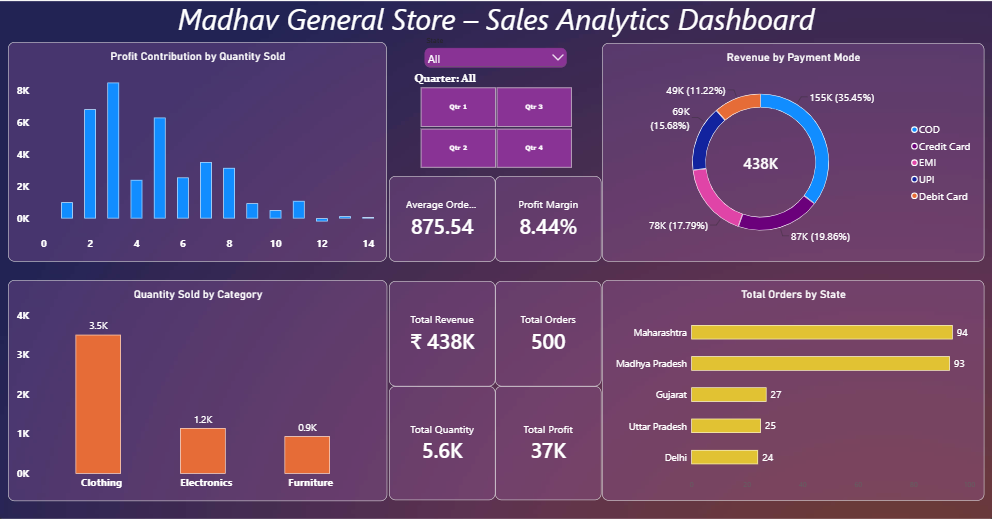 Madhav General Store – Sales Analytics Dashboard
Profit Contribution by Quantity Sold
8K
6K
4K
2K
0K
0
2
4
6
8
10
12
14
All
Quarter: All
Qtr 1
Qtr 3
Qtr 2
Qtr 4
Average Orde...
875.54
Profit Margin
8.44%
Revenue by Payment Mode
49K (11.22%)
155K (35.45%)
69K
(15.68%)
438K
78K (17.79%)
87K (19.86%)
COD
Credit Card
EMI
UPI
Debit Card
Quantity Sold by Category
4K
3K
2K
1K
0K
3.5K
1.2K
0.9K
Clothing
Electronics
Furniture
Total Revenue
₹ 438K
Total Orders
500
Total Quantity
5.6K
Total Profit
37K
Total Orders by State
Maharashtra
94
Madhya Pradesh
93
Gujarat
27
Uttar Pradesh
25
Delhi
24